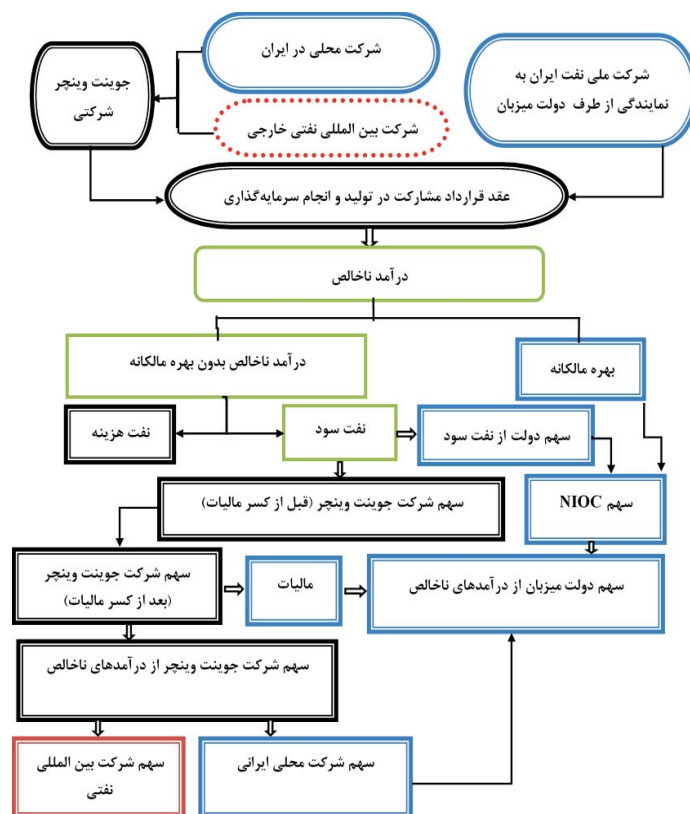 شرکت محلی در ایران
شرکت ملی نفت ایران به
نمایندگی از طرف دولت میزبان
جوینت وینچر
شرکتی
شرکت بین المللی نفتی خارجی
عقد قرارداد مشارکت در تولید و انجام سرمایه‌گذاری
درآمد ناخالص
بهره مالکانه
درآمد ناخالص بدون بهره مالکانه
سهم دولت از نفت سود
نفت سود
نفت هزینه
سهم NIOC
سهم شرکت جوینت وینچر (قبل از کسر مالیات)
سهم دولت میزبان از درآمدهای ناخالص
مالیات
سهم شرکت جوینت وینچر
(بعد از کسر مالیات)
سهم شرکت جوینت وینچر از درآمدهای ناخالص
سهم شرکت محلی ایرانی
سهم شرکت بین المللی
نفتی